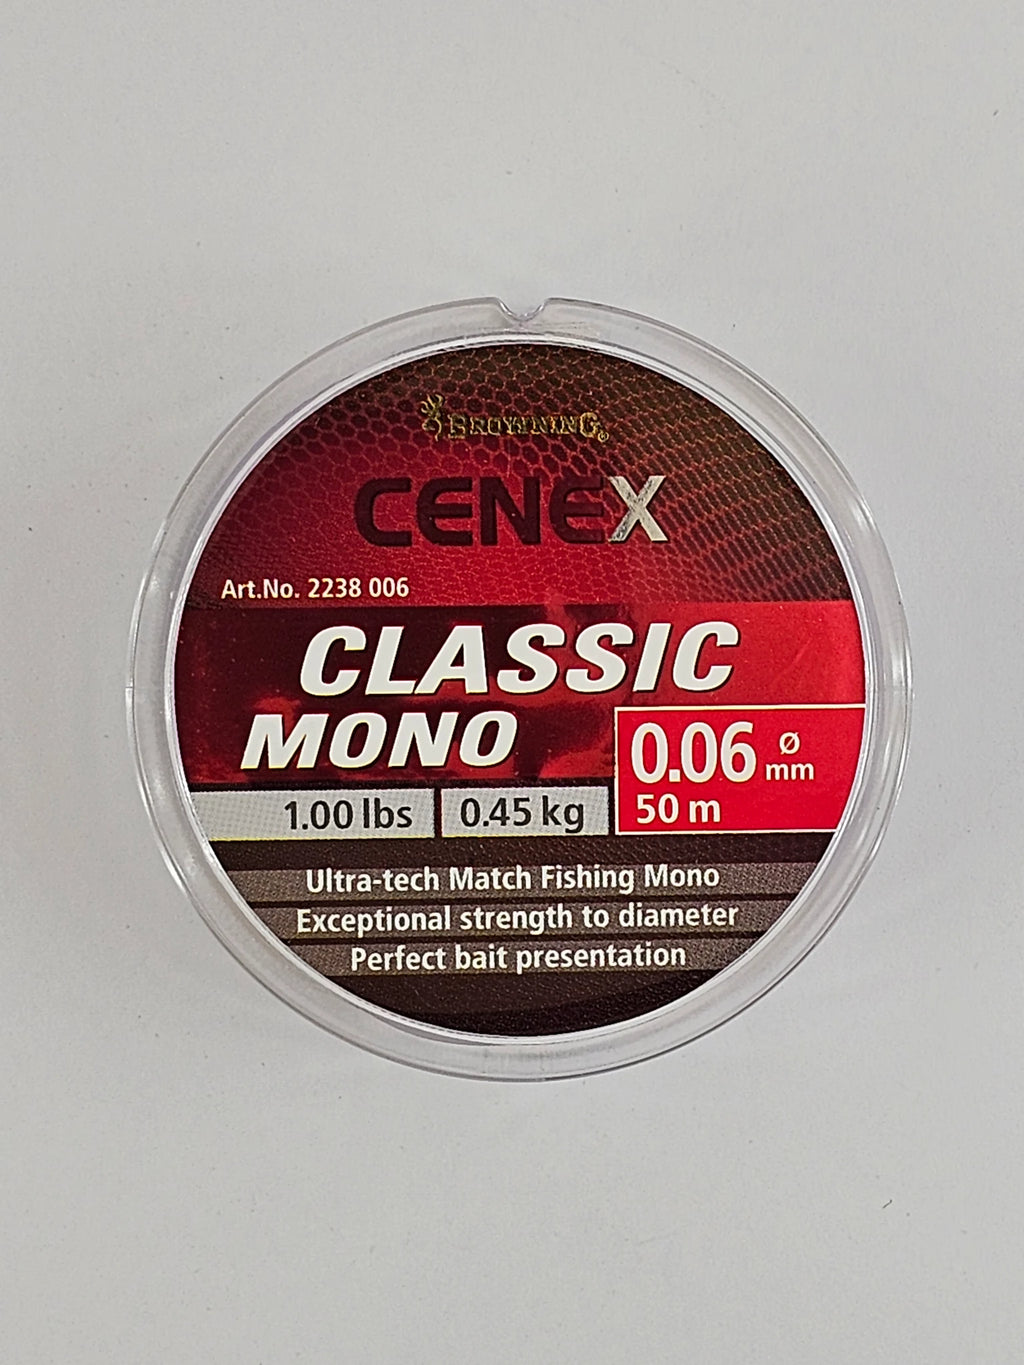 BROWNING®
CENEX
Art.No. 2238 006
CLASSIC
MONO
0.06 Ø mm
1.00 lbs 0.45 kg 50 m
Ultra-tech Match Fishing Mono
Exceptional strength to diameter
Perfect bait presentation